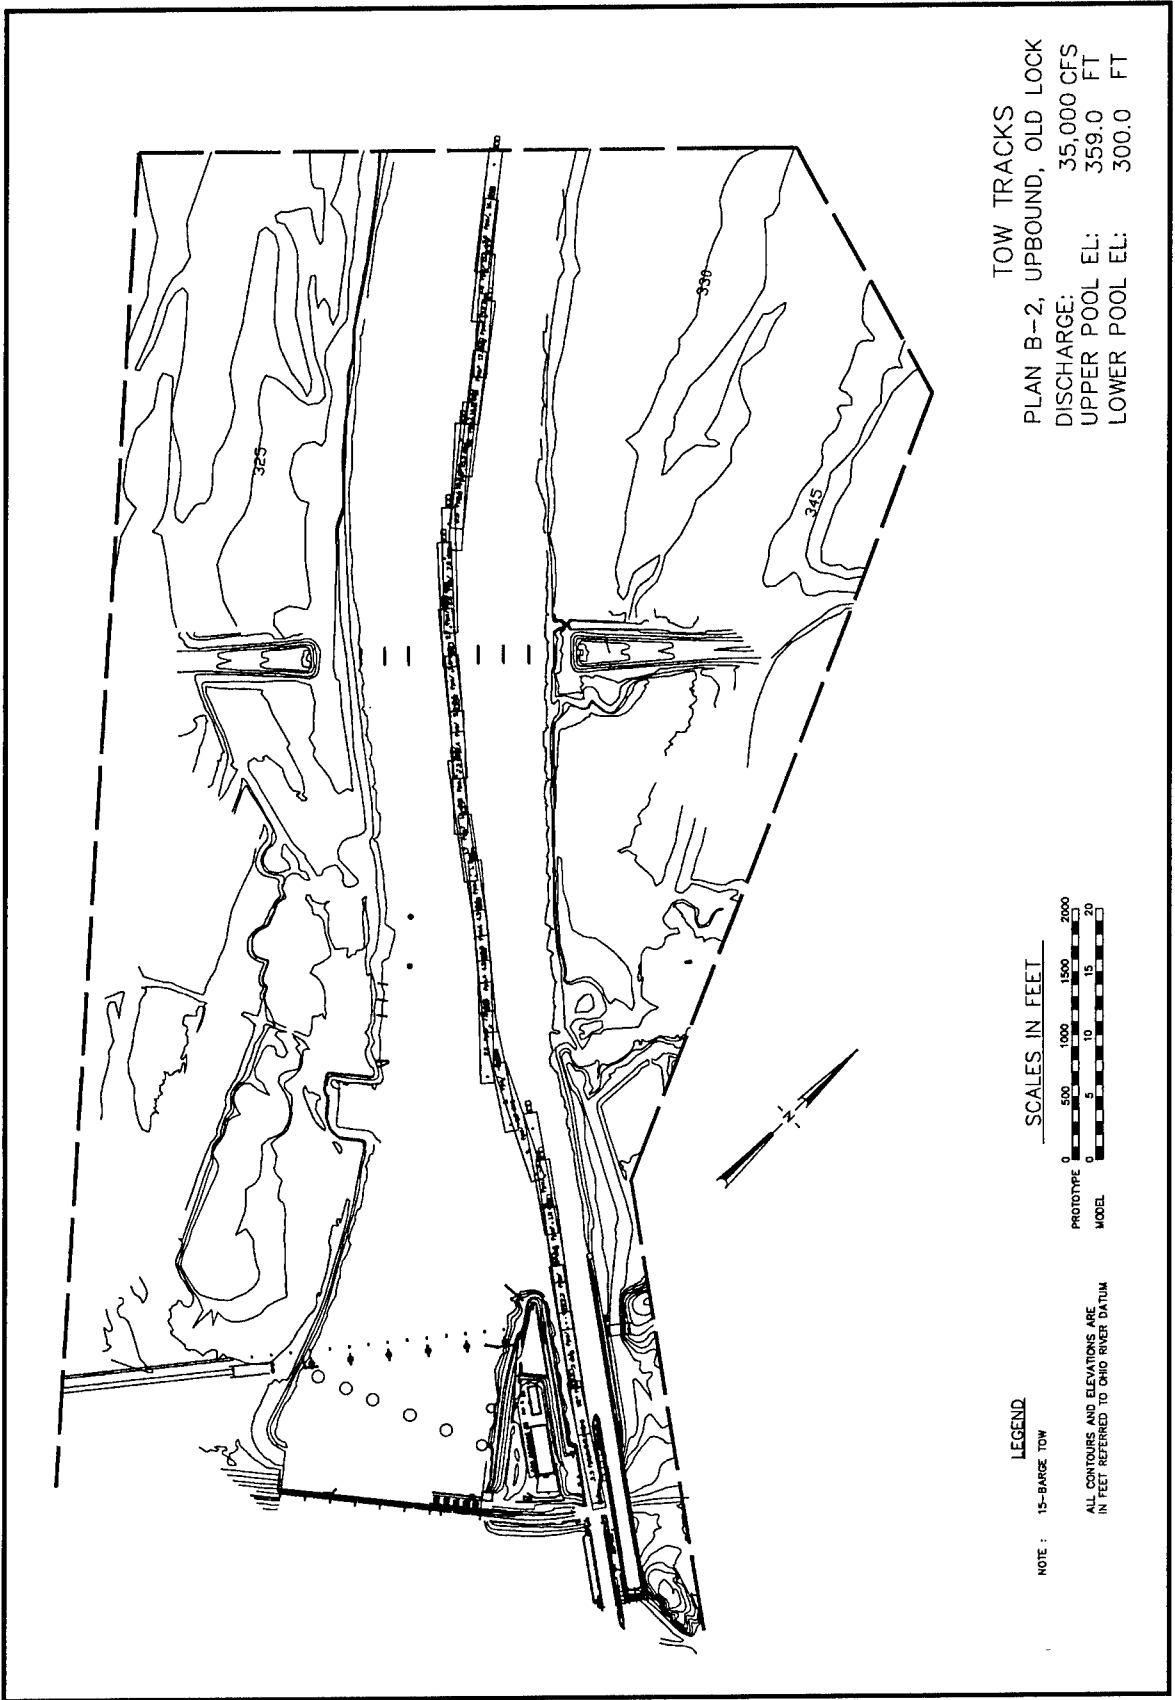 TOW TRACKS
PLAN B-2, UPBOUND, OLD LOCK
DISCHARGE: 35,000 CFS
UPPER POOL EL: 359.0 FT
LOWER POOL EL: 300.0 FT
325
330
345
N
SCALES IN FEET
PROTOTYPE 0 500 1000 1500 2000
MODEL 0 5 10 15 20
LEGEND
NOTE : 15-BARGE TOW
ALL CONTOURS AND ELEVATIONS ARE
IN FEET REFERRED TO OHIO RIVER DATUM